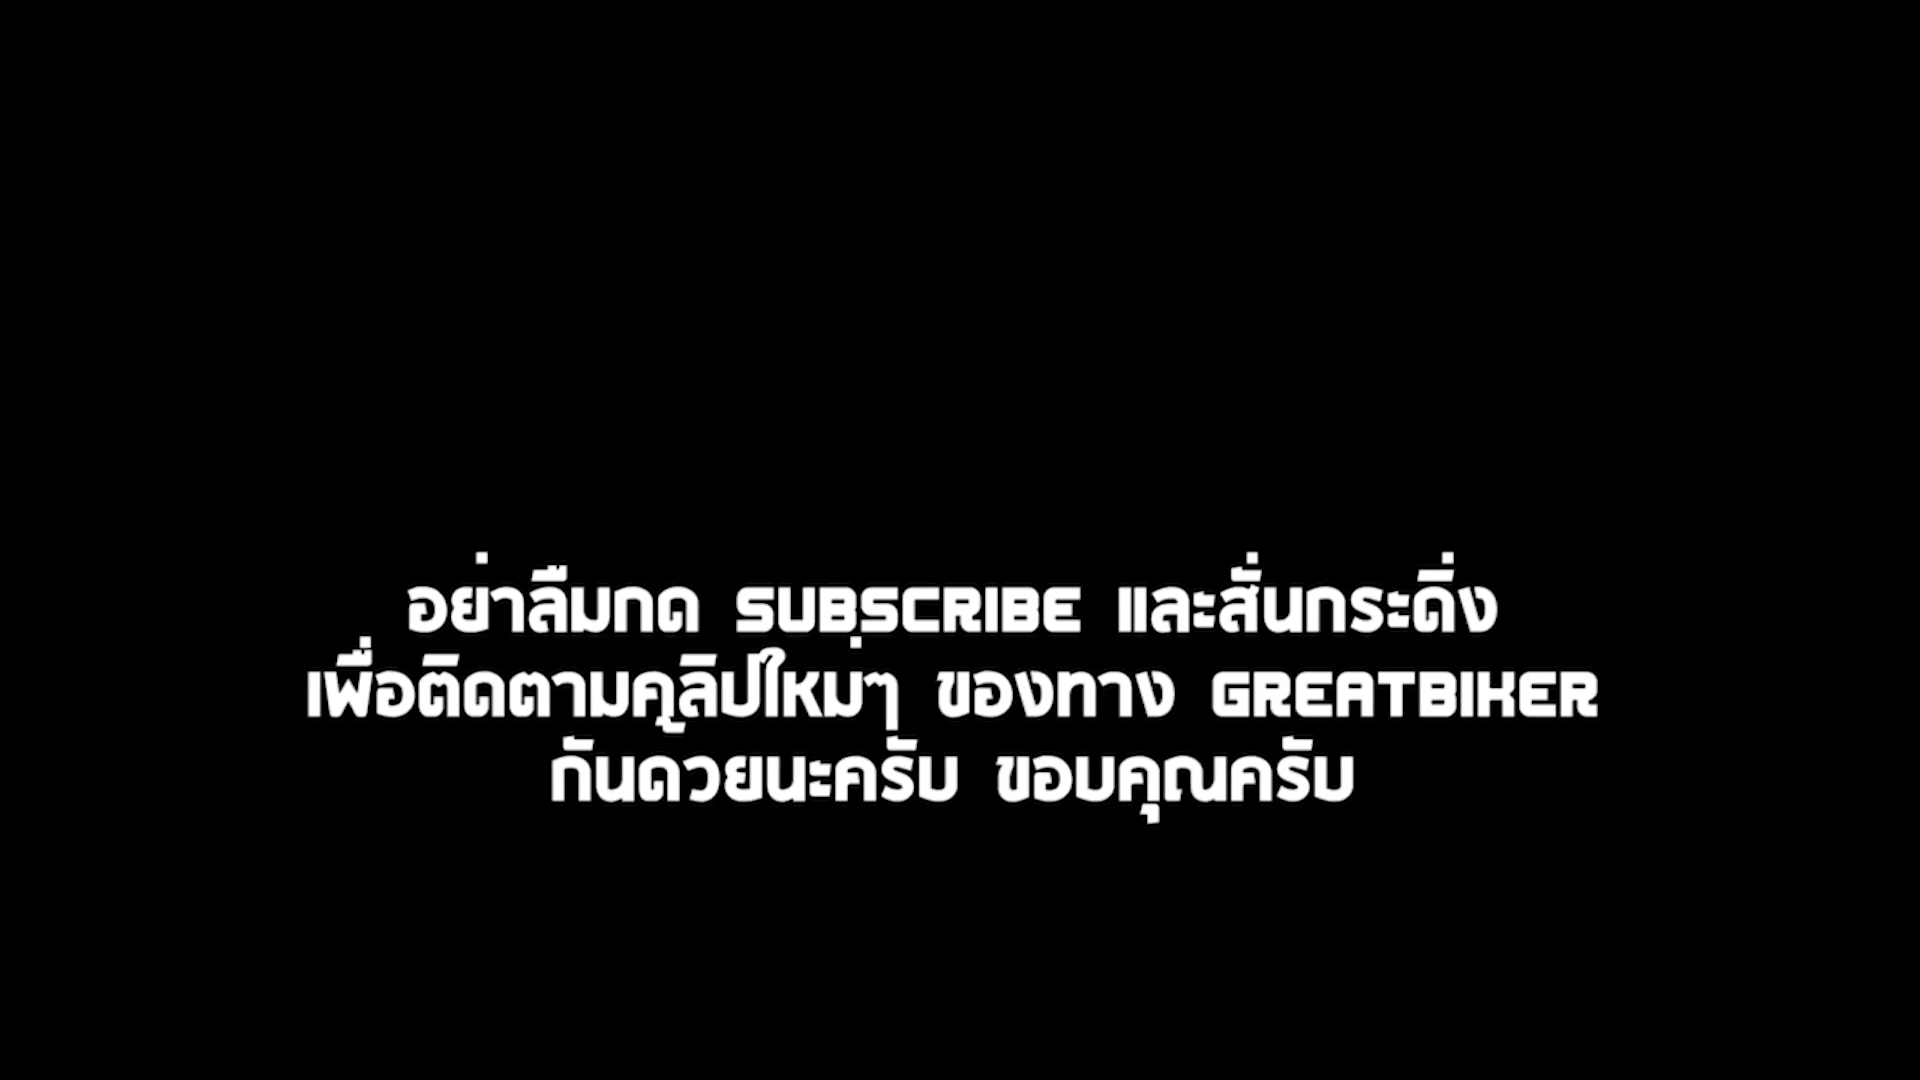 อย่าลืมกด SUBSCRIBE และสั่นกระดิ่ง
เพื่อติดตามคลิปใหม่ๆ ของทาง GREATBIKER
กันด้วยนะครับ ขอบคุณครับ